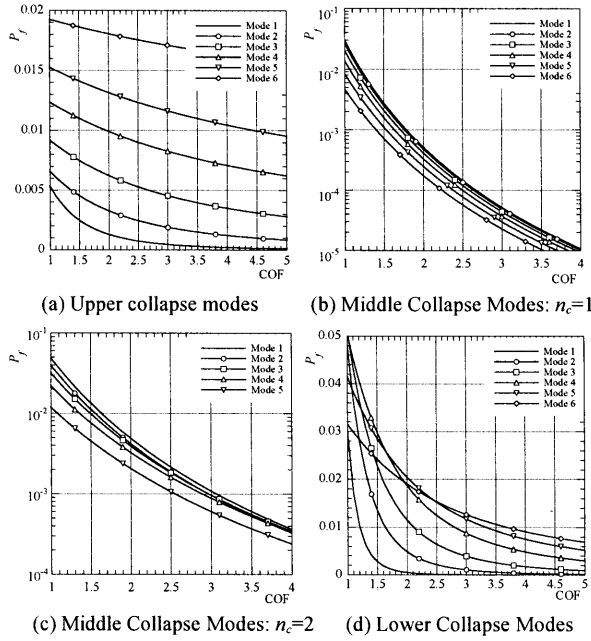 0.02
P_f
0.015
0.01
0.005
0
Mode 1
Mode 2
Mode 3
Mode 4
Mode 5
Mode 6
1 1.5 2 2.5 3 3.5 4 4.5 5
COF
(a) Upper collapse modes
10^-1
P_f
10^-2
10^-3
10^-4
10^-5
Mode 1
Mode 2
Mode 3
Mode 4
Mode 5
Mode 6
1 1.5 2 2.5 3 3.5 4
COF
(b) Middle Collapse Modes: n_c=1
10^-1
P_f
10^-2
10^-3
10^-4
Mode 1
Mode 2
Mode 3
Mode 4
Mode 5
1 1.5 2 2.5 3 3.5 4
COF
(c) Middle Collapse Modes: n_c=2
0.05
P_f
0.04
0.03
0.02
0.01
0
Mode 1
Mode 2
Mode 3
Mode 4
Mode 5
Mode 6
1 1.5 2 2.5 3 3.5 4 4.5 5
COF
(d) Lower Collapse Modes